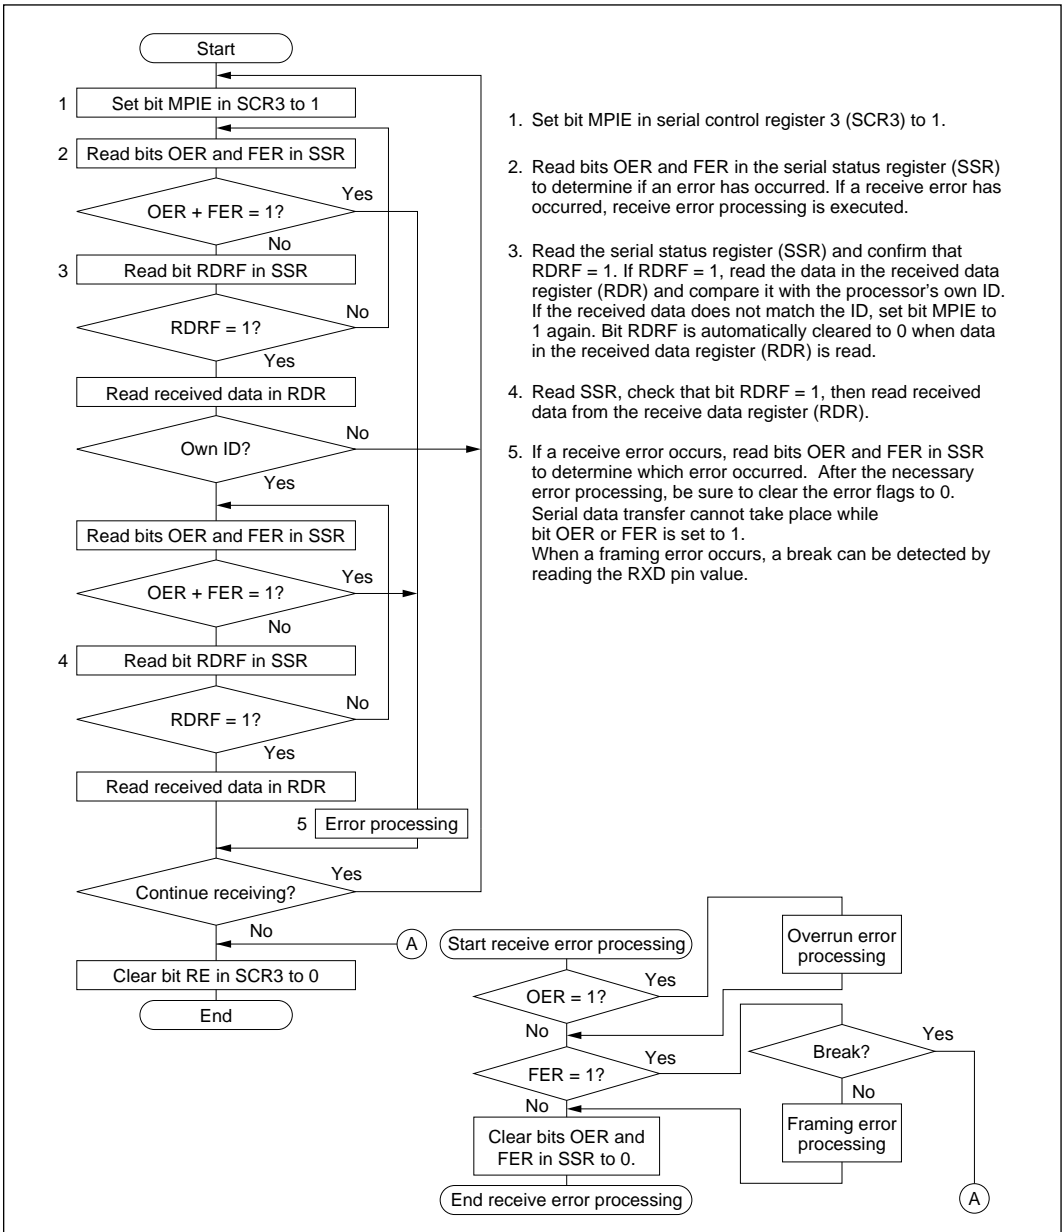 Start
1 Set bit MPIE in SCR3 to 1
2 Read bits OER and FER in SSR
OER + FER = 1?
Yes
No
3 Read bit RDRF in SSR
RDRF = 1?
No
Yes
Read received data in RDR
Own ID?
No
Yes
Read bits OER and FER in SSR
OER + FER = 1?
Yes
No
4 Read bit RDRF in SSR
RDRF = 1?
No
Yes
Read received data in RDR
5 Error processing
Continue receiving?
Yes
No
A
Clear bit RE in SCR3 to 0
End
1. Set bit MPIE in serial control register 3 (SCR3) to 1.
2. Read bits OER and FER in the serial status register (SSR)
to determine if an error has occurred. If a receive error has
occurred, receive error processing is executed.
3. Read the serial status register (SSR) and confirm that
RDRF = 1. If RDRF = 1, read the data in the received data
register (RDR) and compare it with the processor's own ID.
If the received data does not match the ID, set bit MPIE to
1 again. Bit RDRF is automatically cleared to 0 when data
in the received data register (RDR) is read.
4. Read SSR, check that bit RDRF = 1, then read received
data from the receive data register (RDR).
5. If a receive error occurs, read bits OER and FER in SSR
to determine which error occurred. After the necessary
error processing, be sure to clear the error flags to 0.
Serial data transfer cannot take place while
bit OER or FER is set to 1.
When a framing error occurs, a break can be detected by
reading the RXD pin value.
Start receive error processing
OER = 1?
Yes
Overrun error
processing
No
FER = 1?
Yes
Break?
Yes
No
No
Framing error
processing
Clear bits OER and
FER in SSR to 0.
End receive error processing
A